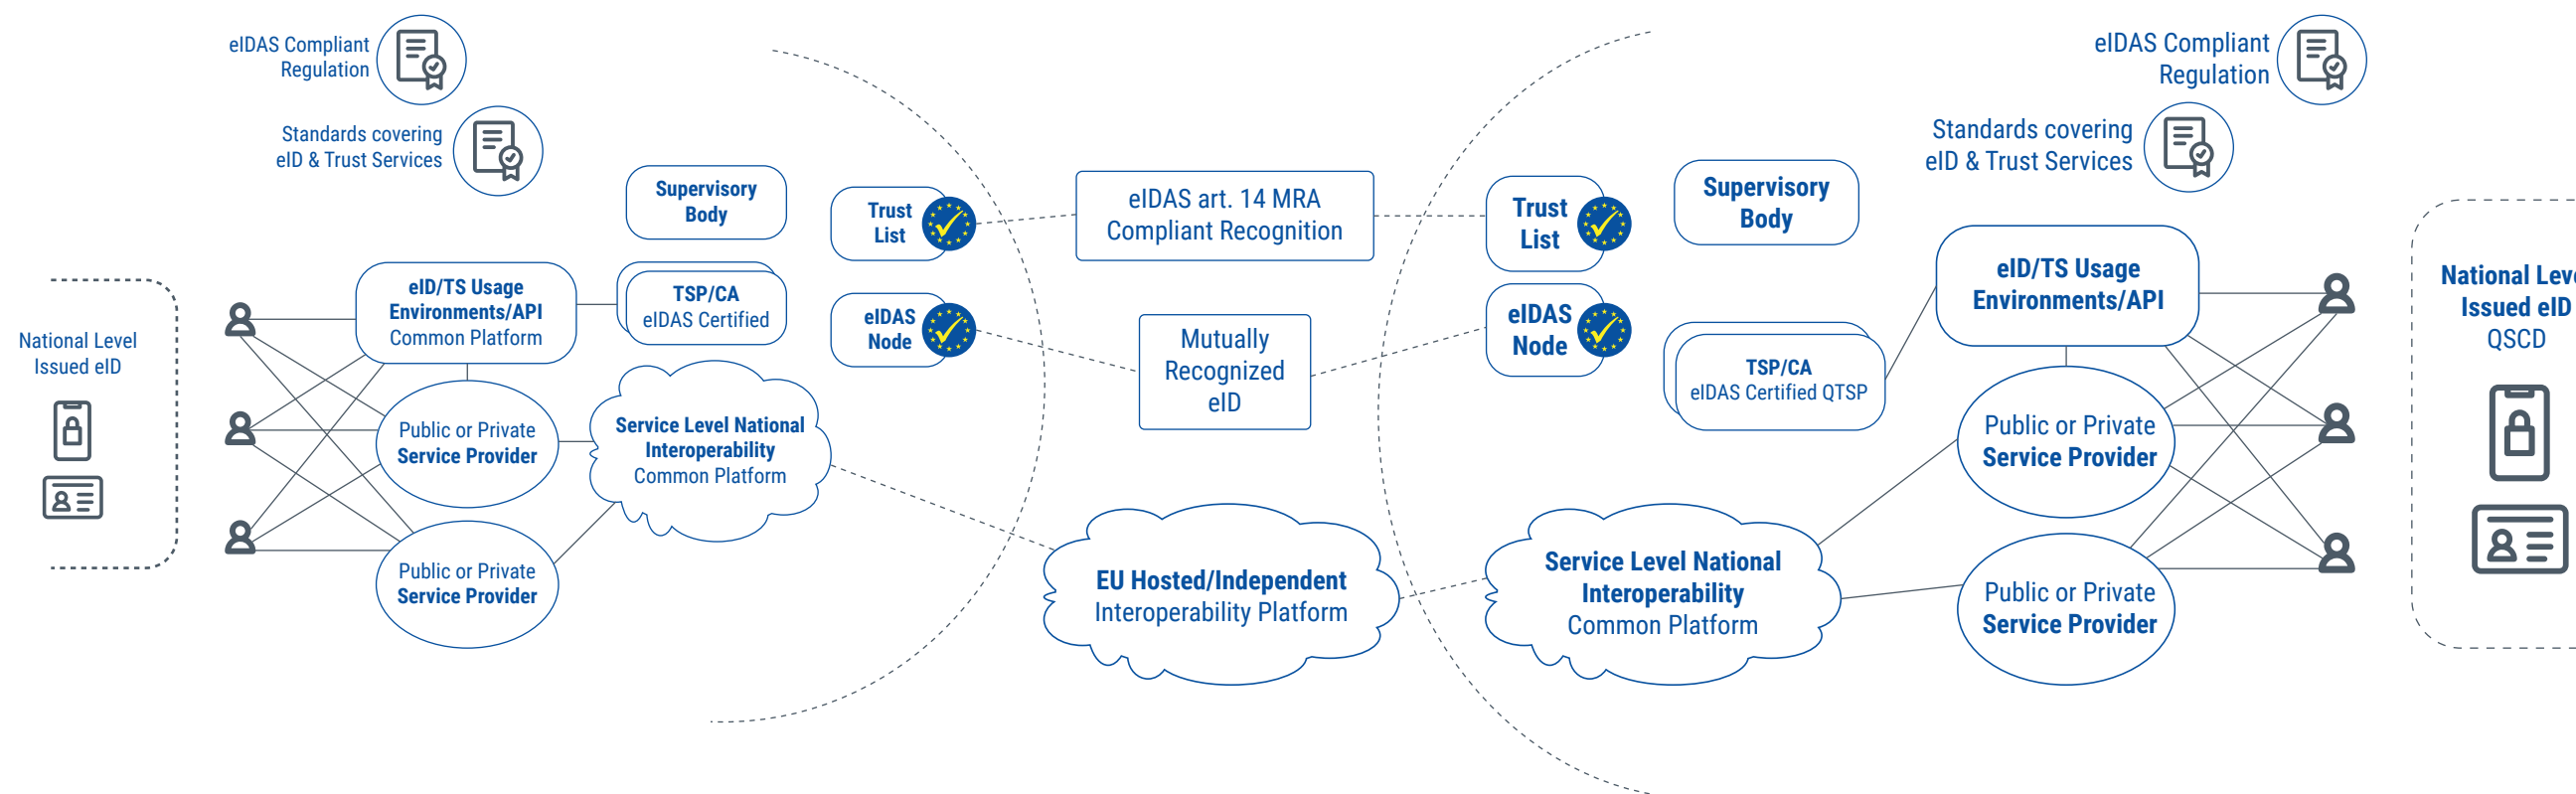 eIDAS Compliant
Regulation
Standards covering
eID & Trust Services
National Level
Issued eID
eID/TS Usage
Environments/API
Common Platform
Public or Private
Service Provider
Public or Private
Service Provider
Supervisory
Body
TSP/CA
eIDAS Certified
Service Level National
Interoperability
Common Platform
Trust
List
eIDAS
Node
eIDAS art. 14 MRA
Compliant Recognition
Mutually
Recognized
eID
EU Hosted/Independent
Interoperability Platform
Trust
List
eIDAS
Node
Supervisory
Body
TSP/CA
eIDAS Certified QTSP
Service Level National
Interoperability
Common Platform
eIDAS Compliant
Regulation
Standards covering
eID & Trust Services
eID/TS Usage
Environments/API
Public or Private
Service Provider
Public or Private
Service Provider
National Leve
Issued eID
QSCD